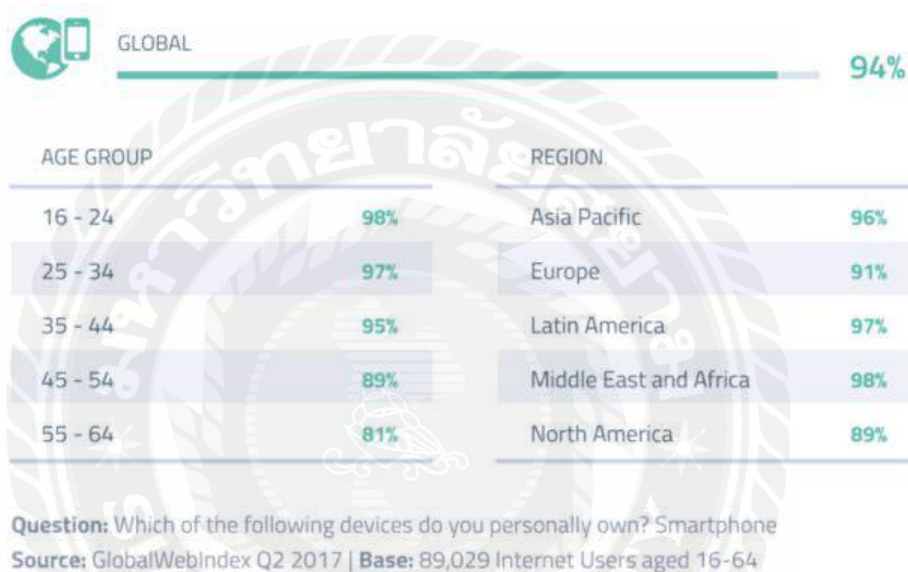 GLOBAL
94%
AGE GROUP
16 - 24 98%
25 - 34 97%
35 - 44 95%
45 - 54 89%
55 - 64 81%
REGION
Asia Pacific 96%
Europe 91%
Latin America 97%
Middle East and Africa 98%
North America 89%
Question: Which of the following devices do you personally own? Smartphone
Source: GlobalWebIndex Q2 2017 | Base: 89,029 Internet Users aged 16-64